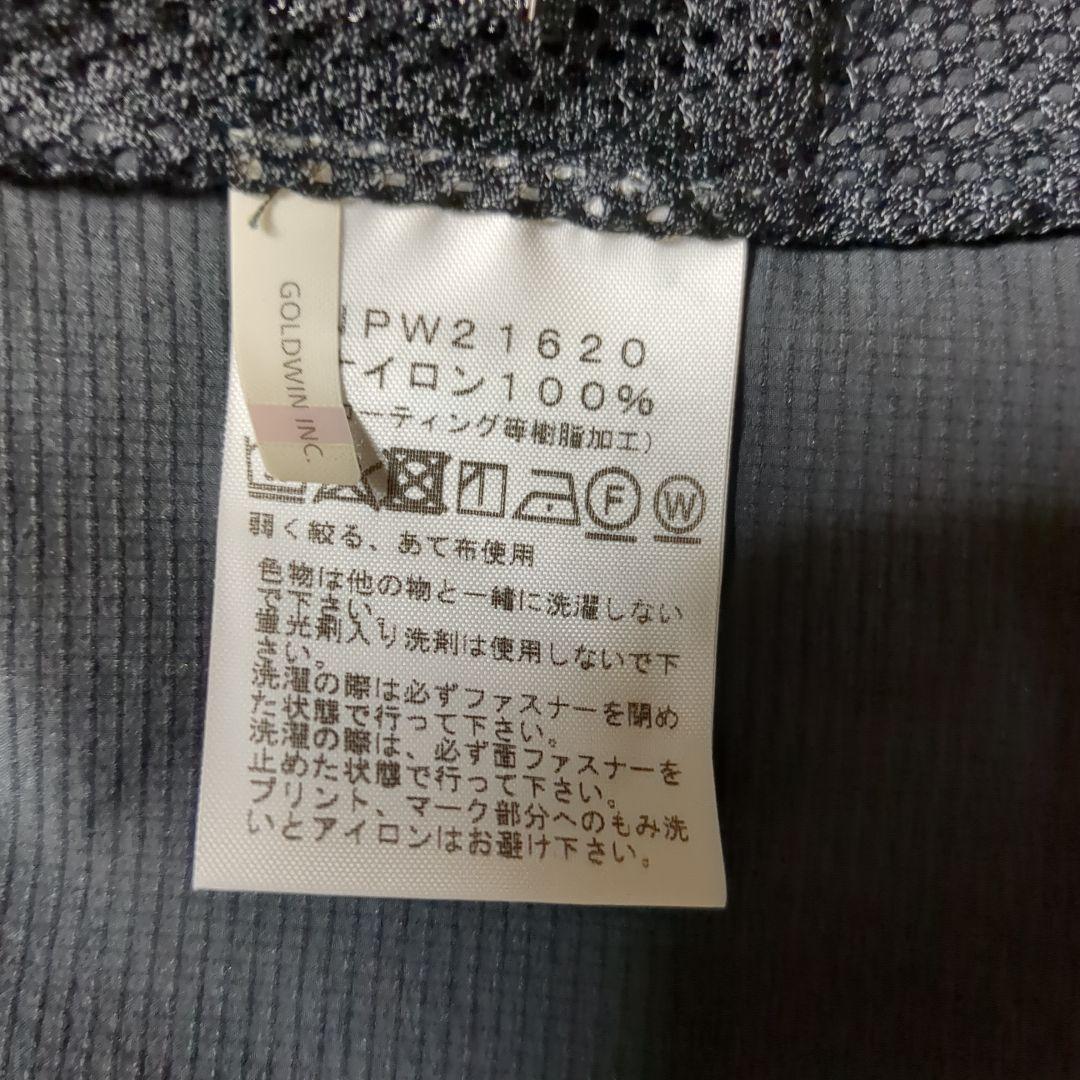 GOLDWIN INC.
PW21620
イロン100%
ーティング硬樹脂加工)
F W
弱く絞る、あて布使用
色物は他の物と一緒に洗濯しない
で下さい。
蛍光剤入り洗剤は使用しないで下
さい。
洗濯の際は必ずファスナーを閉め
た状態で行って下さい。
洗濯の際は、必ず面ファスナーを
止めた状態で行って下さい。
プリント、マーク部分へのもみ洗
いとアイロンはお避け下さい。